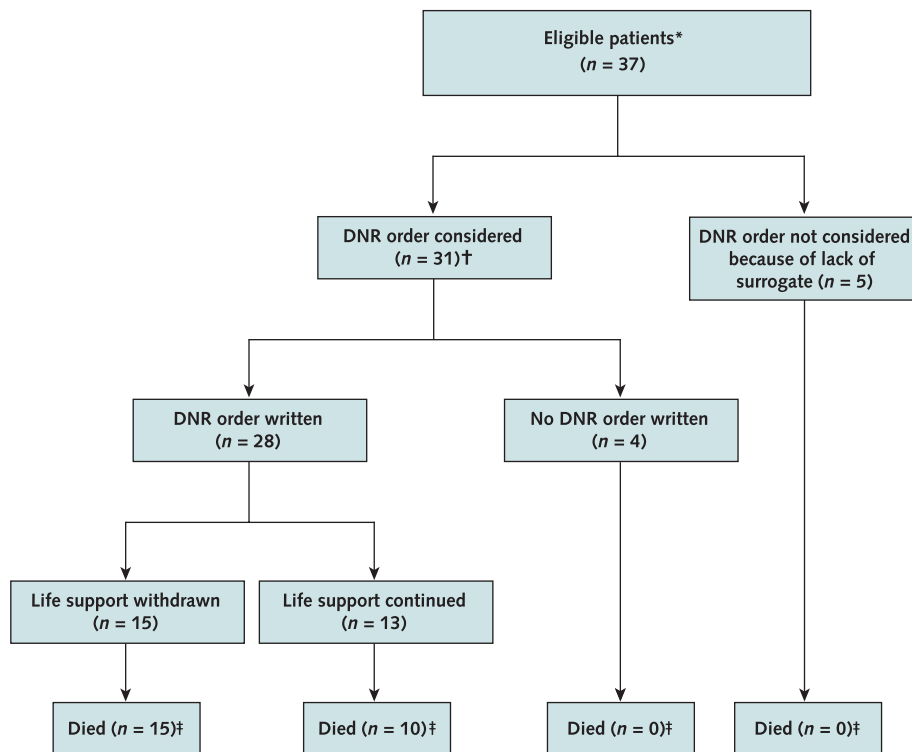 Eligible patients*
(n = 37)
DNR order considered
(n = 31)†
DNR order not considered
because of lack of
surrogate (n = 5)
DNR order written
(n = 28)
No DNR order written
(n = 4)
Life support withdrawn
(n = 15)
Life support continued
(n = 13)
Died (n = 15)‡
Died (n = 10)‡
Died (n = 0)‡
Died (n = 0)‡